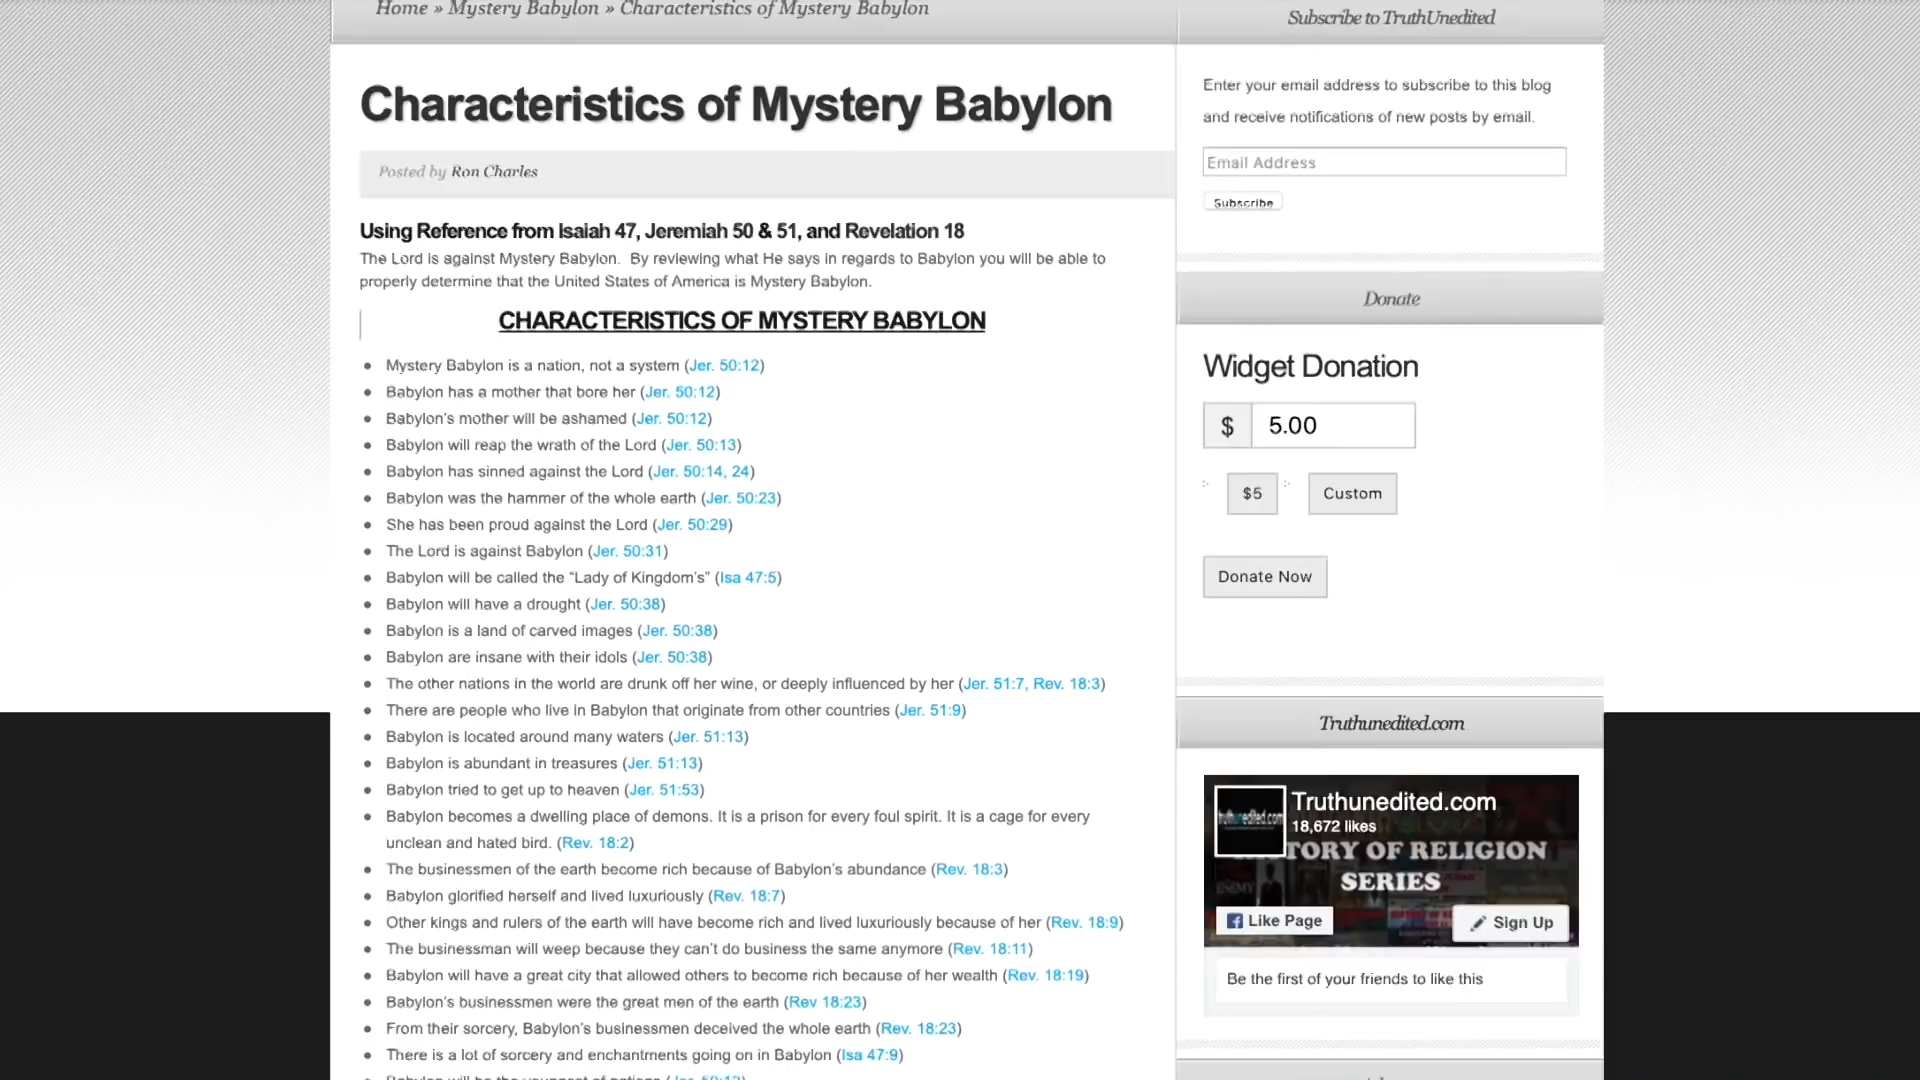 Home » Mystery Babylon » Characteristics of Mystery Babylon
Characteristics of Mystery Babylon
Posted by Ron Charles
Using Reference from Isaiah 47, Jeremiah 50 & 51, and Revelation 18
The Lord is against Mystery Babylon.  By reviewing what He says in regards to Babylon you will be able to
properly determine that the United States of America is Mystery Babylon.
CHARACTERISTICS OF MYSTERY BABYLON
Mystery Babylon is a nation, not a system (Jer. 50:12)
Babylon has a mother that bore her (Jer. 50:12)
Babylon’s mother will be ashamed (Jer. 50:12)
Babylon will reap the wrath of the Lord (Jer. 50:13)
Babylon has sinned against the Lord (Jer. 50:14, 24)
Babylon was the hammer of the whole earth (Jer. 50:23)
She has been proud against the Lord (Jer. 50:29)
The Lord is against Babylon (Jer. 50:31)
Babylon will be called the “Lady of Kingdom’s” (Isa 47:5)
Babylon will have a drought (Jer. 50:38)
Babylon is a land of carved images (Jer. 50:38)
Babylon are insane with their idols (Jer. 50:38)
The other nations in the world are drunk off her wine, or deeply influenced by her (Jer. 51:7, Rev. 18:3)
There are people who live in Babylon that originate from other countries (Jer. 51:9)
Babylon is located around many waters (Jer. 51:13)
Babylon is abundant in treasures (Jer. 51:13)
Babylon tried to get up to heaven (Jer. 51:53)
Babylon becomes a dwelling place of demons. It is a prison for every foul spirit. It is a cage for every
unclean and hated bird. (Rev. 18:2)
The businessmen of the earth become rich because of Babylon’s abundance (Rev. 18:3)
Babylon glorified herself and lived luxuriously (Rev. 18:7)
Other kings and rulers of the earth will have become rich and lived luxuriously because of her (Rev. 18:9)
The businessman will weep because they can’t do business the same anymore (Rev. 18:11)
Babylon will have a great city that allowed others to become rich because of her wealth (Rev. 18:19)
Babylon’s businessmen were the great men of the earth (Rev 18:23)
From their sorcery, Babylon’s businessmen deceived the whole earth (Rev. 18:23)
There is a lot of sorcery and enchantments going on in Babylon (Isa 47:9)
Babylon will be the youngest of nations (Jer. 50:12)
Subscribe to TruthUnedited
Enter your email address to subscribe to this blog
and receive notifications of new posts by email.
Email Address
Subscribe
Donate
Widget Donation
$ 5.00
$5 Custom
Donate Now
Truthunedited.com
truthunedited.com
Truthunedited.com
18,672 likes
TORY OF RELIGION
SERIES
Like Page Sign Up
Be the first of your friends to like this